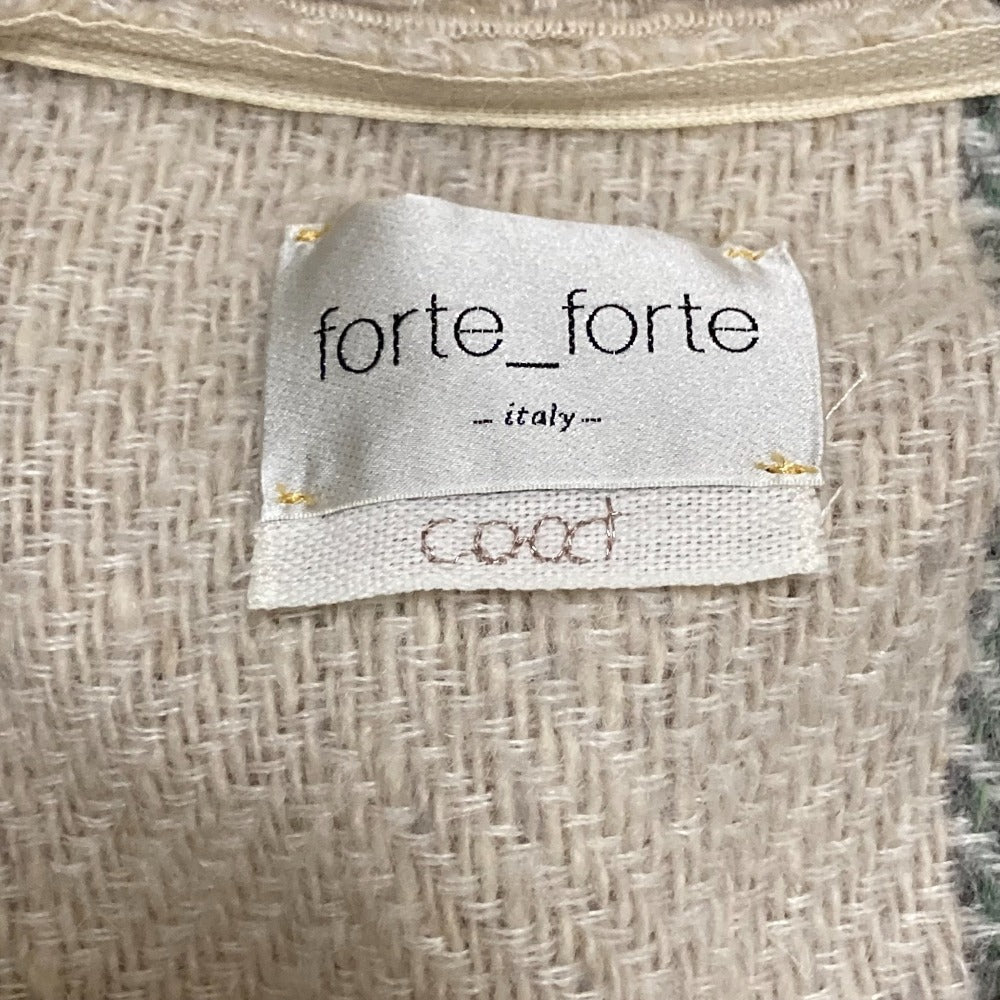 forte_forte
-- italy --
coat